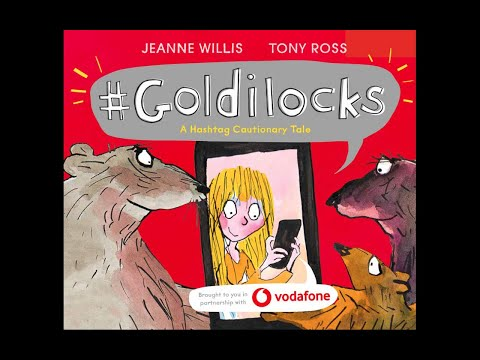 JEANNE WILLIS TONY ROSS
#Goldilocks
A Hashtag Cautionary Tale
Brought to you in
partnership with
vodafone